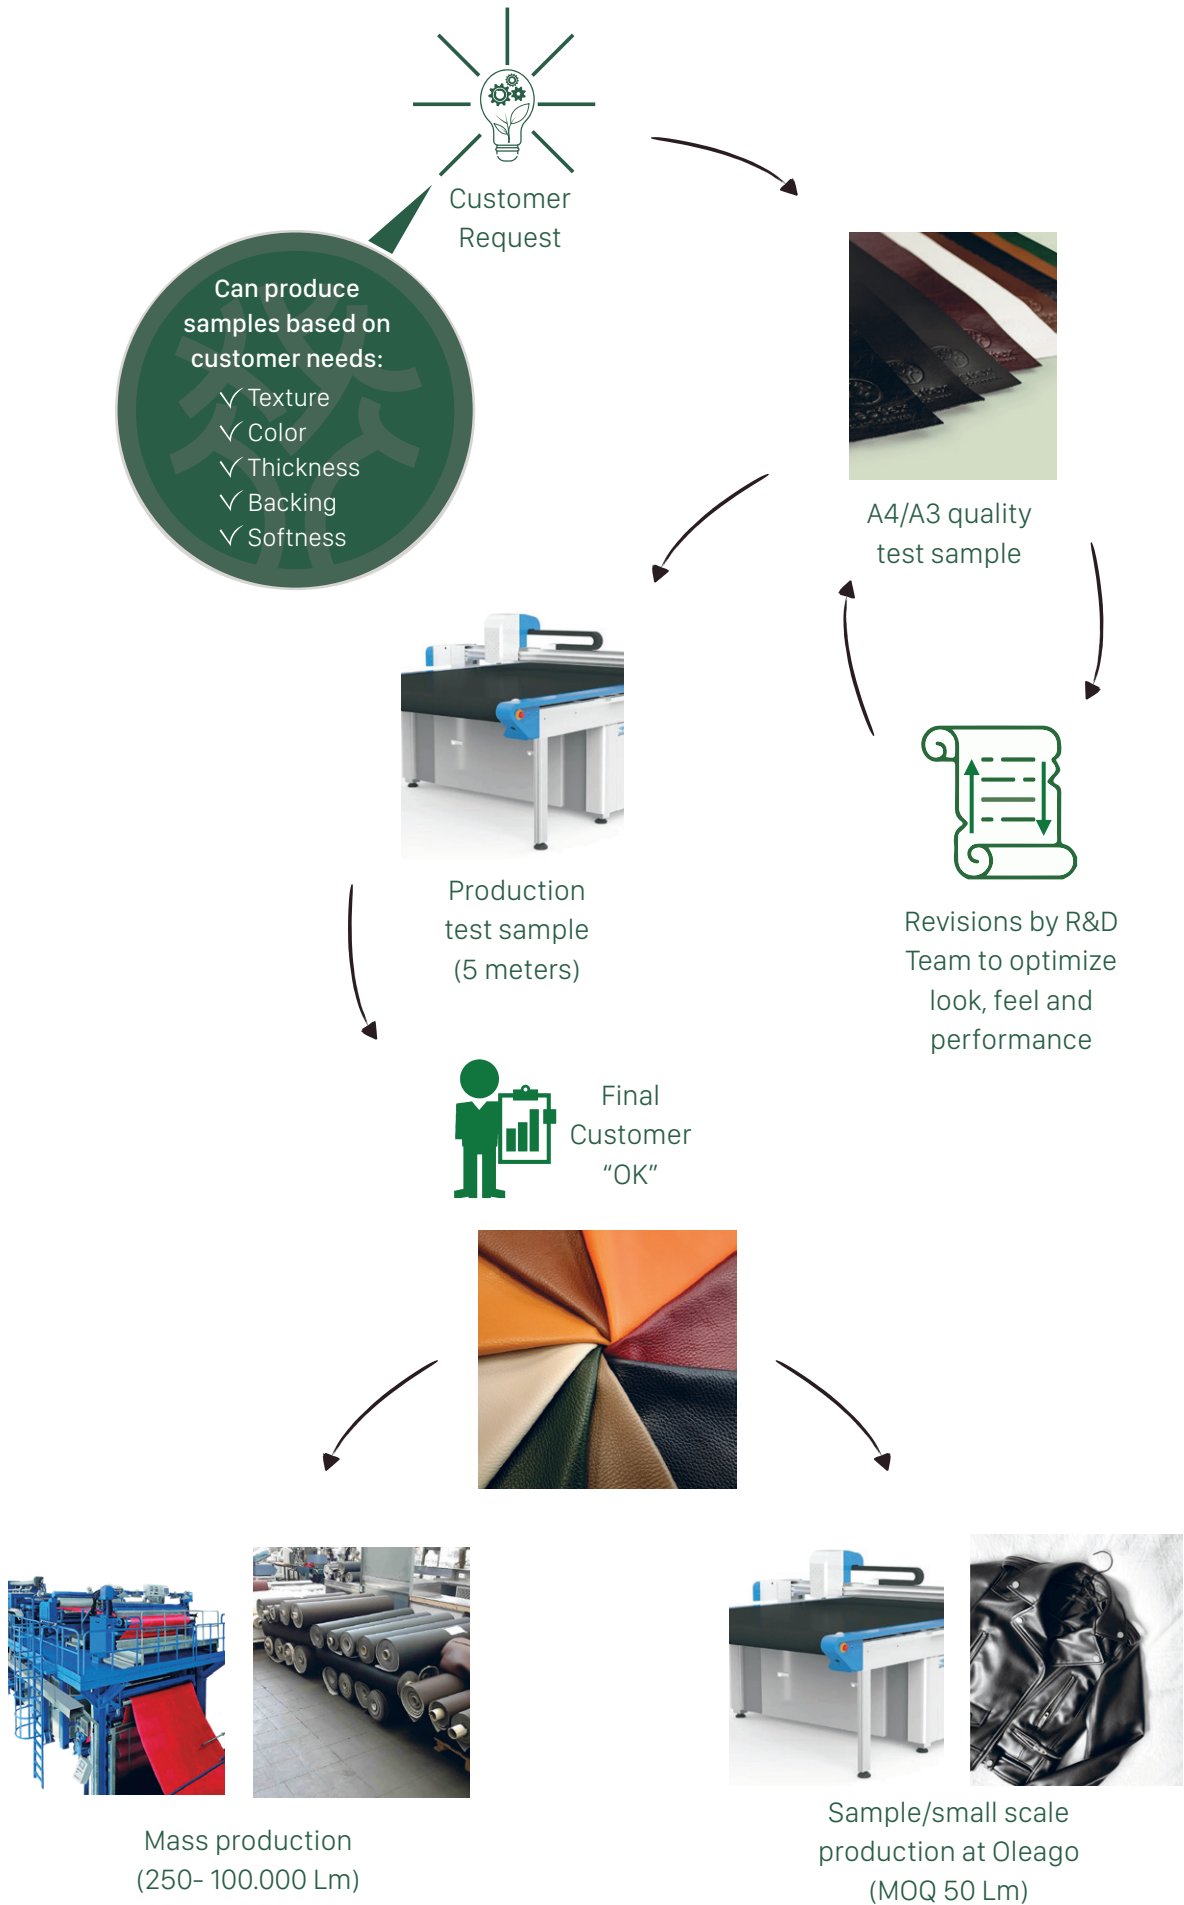 Customer
Request
Can produce
samples based on
customer needs:
Texture
Color
Thickness
Backing
Softness
A4/A3 quality
test sample
Production
test sample
(5 meters)
Revisions by R&D
Team to optimize
look, feel and
performance
Final
Customer
“OK”
Mass production
(250- 100.000 Lm)
Sample/small scale
production at Oleago
(MOQ 50 Lm)